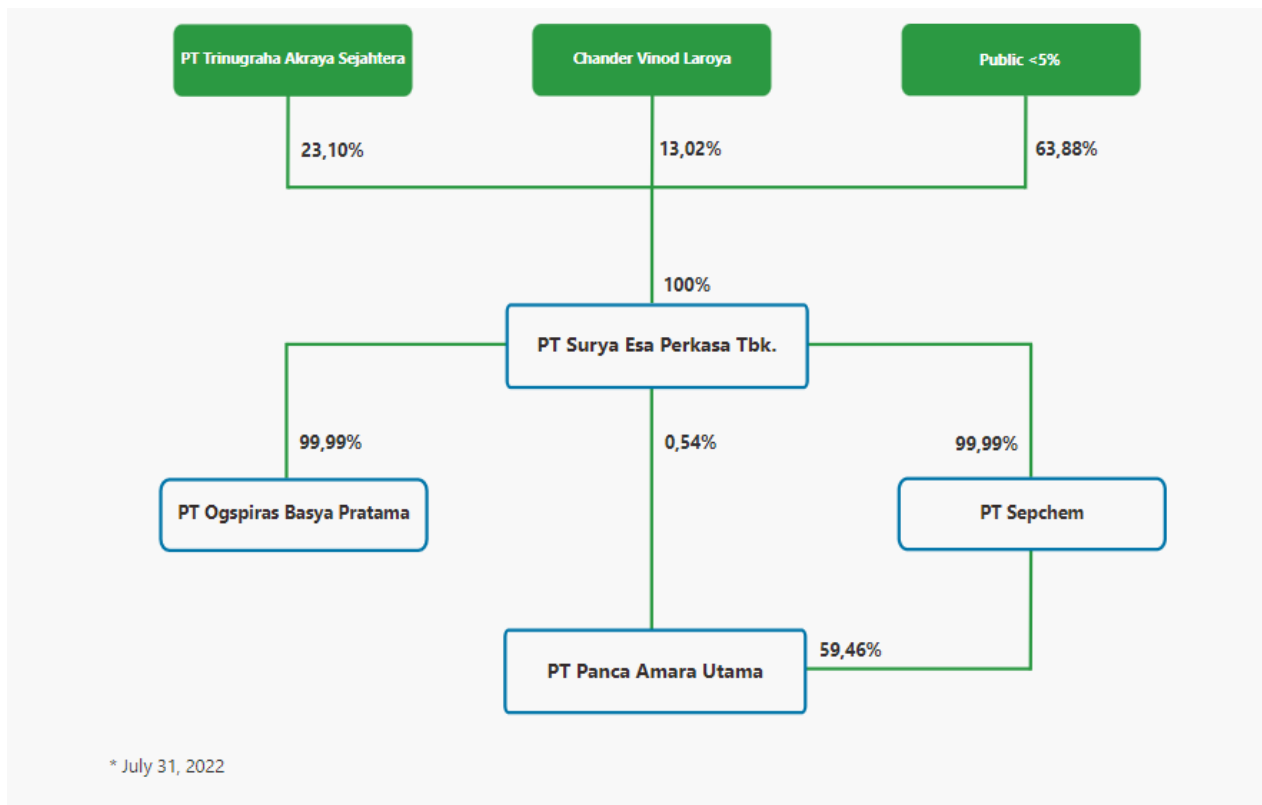 PT Trinugraha Akraya Sejahtera
Chander Vinod Laroya
Public <5%
23,10%
13,02%
63,88%
100%
PT Surya Esa Perkasa Tbk.
99,99%
0,54%
99,99%
PT Ogspiras Basya Pratama
PT Sepchem
59,46%
PT Panca Amara Utama
* July 31, 2022